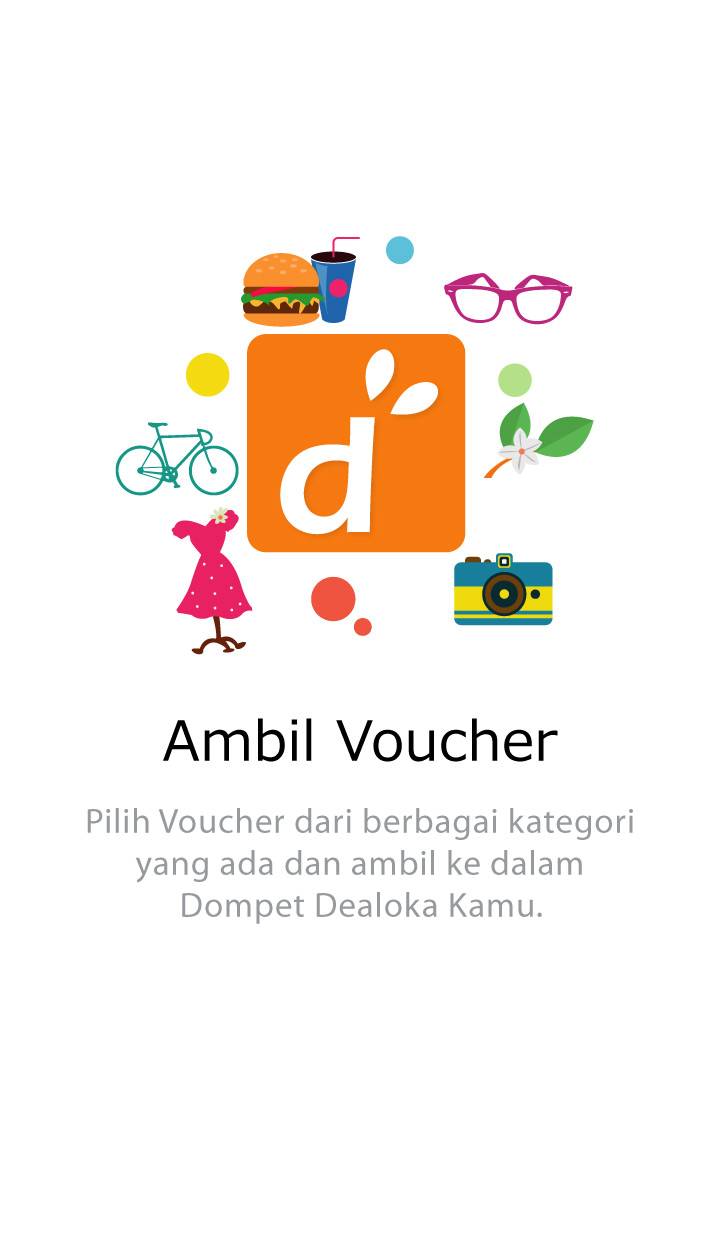 d
Ambil Voucher
Pilih Voucher dari berbagai kategori
yang ada dan ambil ke dalam
Dompet Dealoka Kamu.